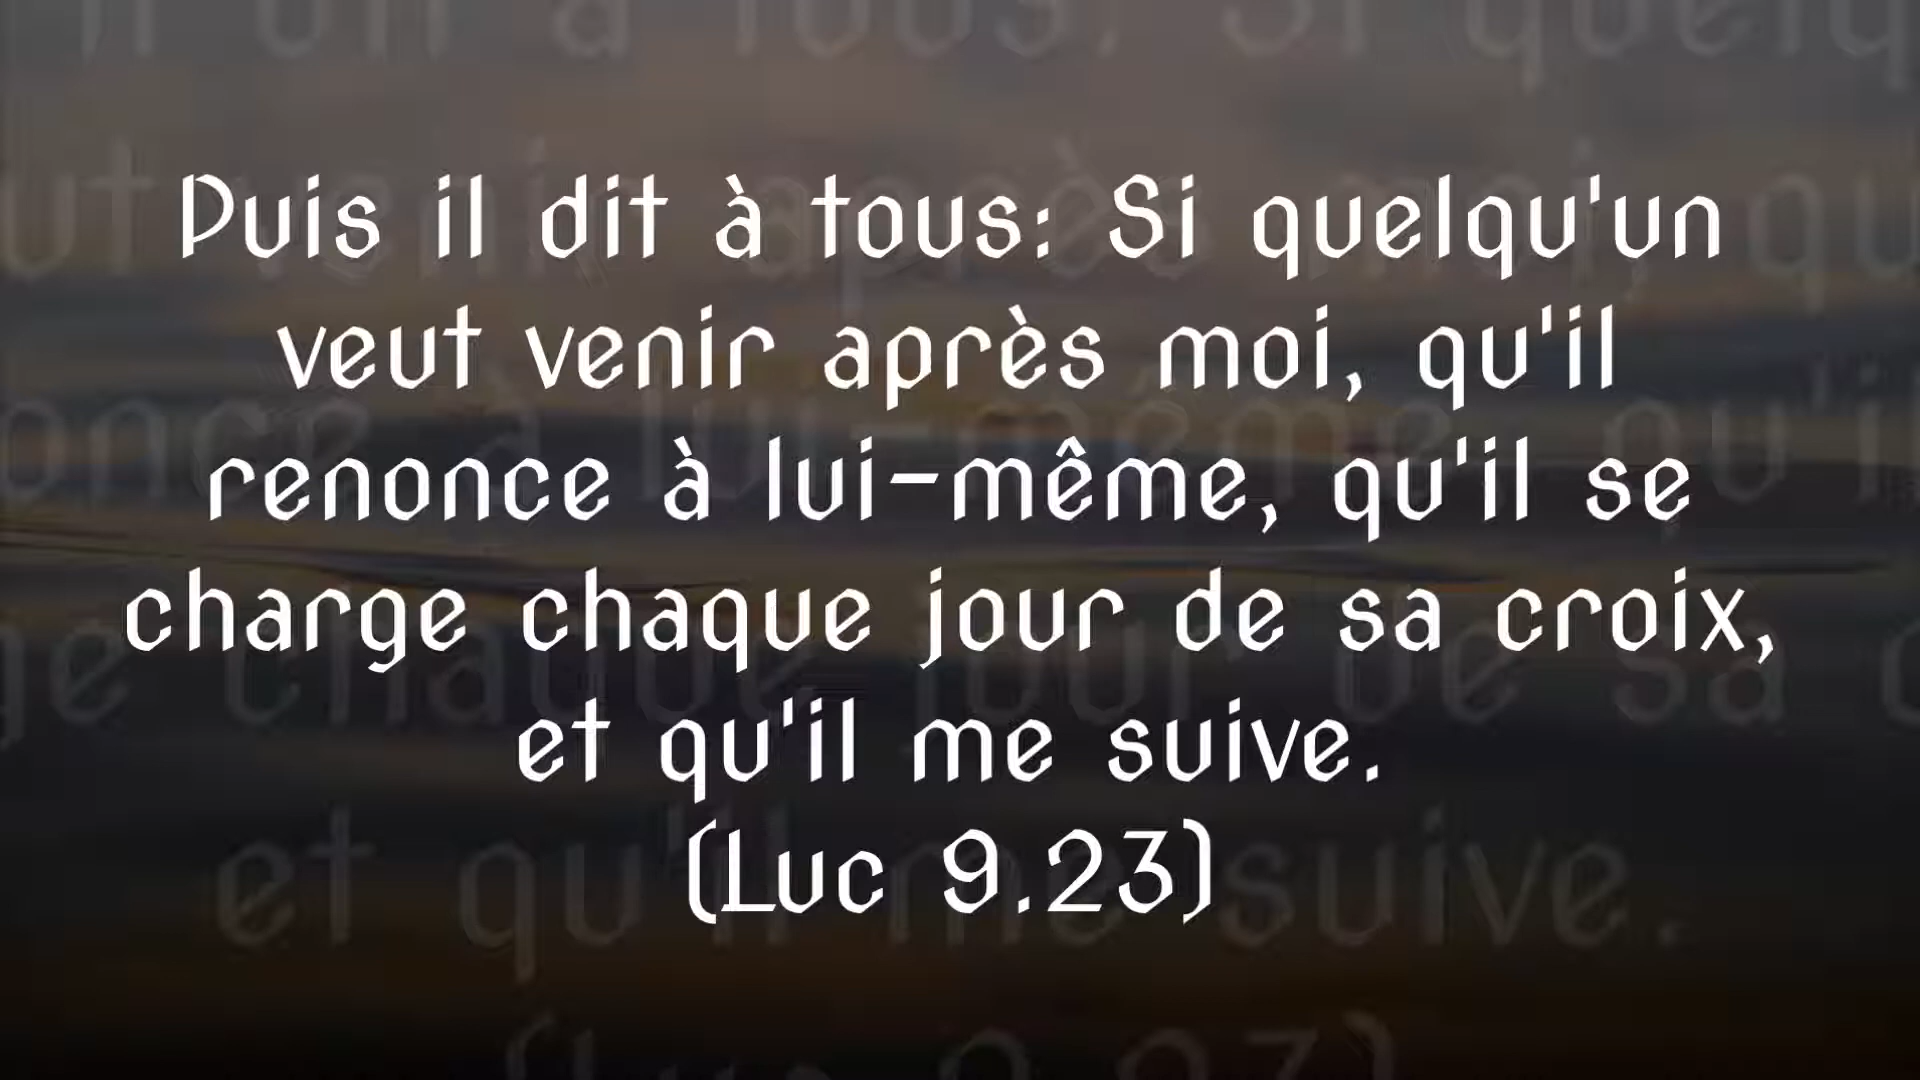 Puis il dit à tous: Si quelqu'un
veut venir après moi, qu'il
renonce à lui-même, qu'il se
charge chaque jour de sa croix,
et qu'il me suive.
(Luc 9.23)